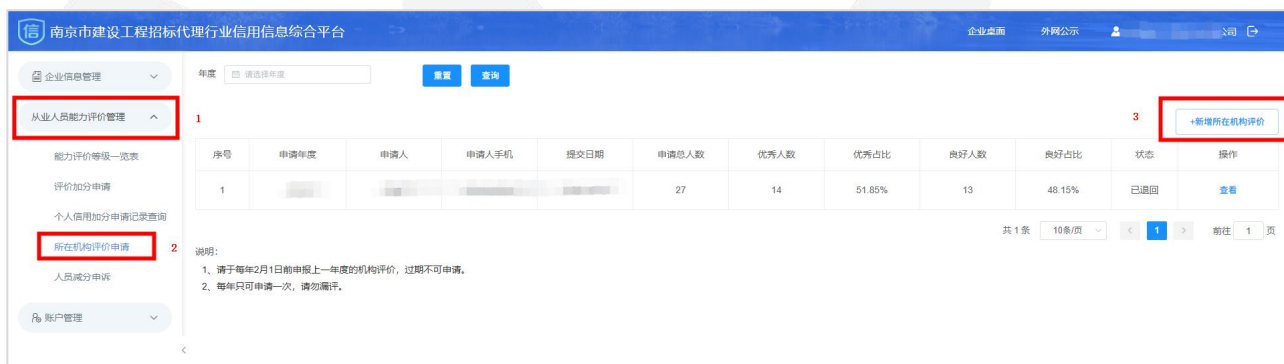 信 南京市建设工程招标代理行业信用信息综合平台 企业桌面 外网公示 公司
企业信息管理 年度 请选择年度 重置 查询
从业人员能力评价管理 1 3 +新增所在机构评价
能力评价等级一览表 序号 申请年度 申请人 申请人手机 提交日期 申请总人数 优秀人数 优秀占比 良好人数 良好占比 状态 操作
评价加分申请 1 27 14 51.85% 13 48.15% 已退回 查看
个人信用加分申请记录查询
共 1 条 10条/页 < 1 > 前往 1 页
所在机构评价申请 2 说明:
1、请于每年2月1日前申报上一年度的机构评价，过期不可申请。
人员减分申诉
2、每年只可申请一次，请勿漏评。
账户管理